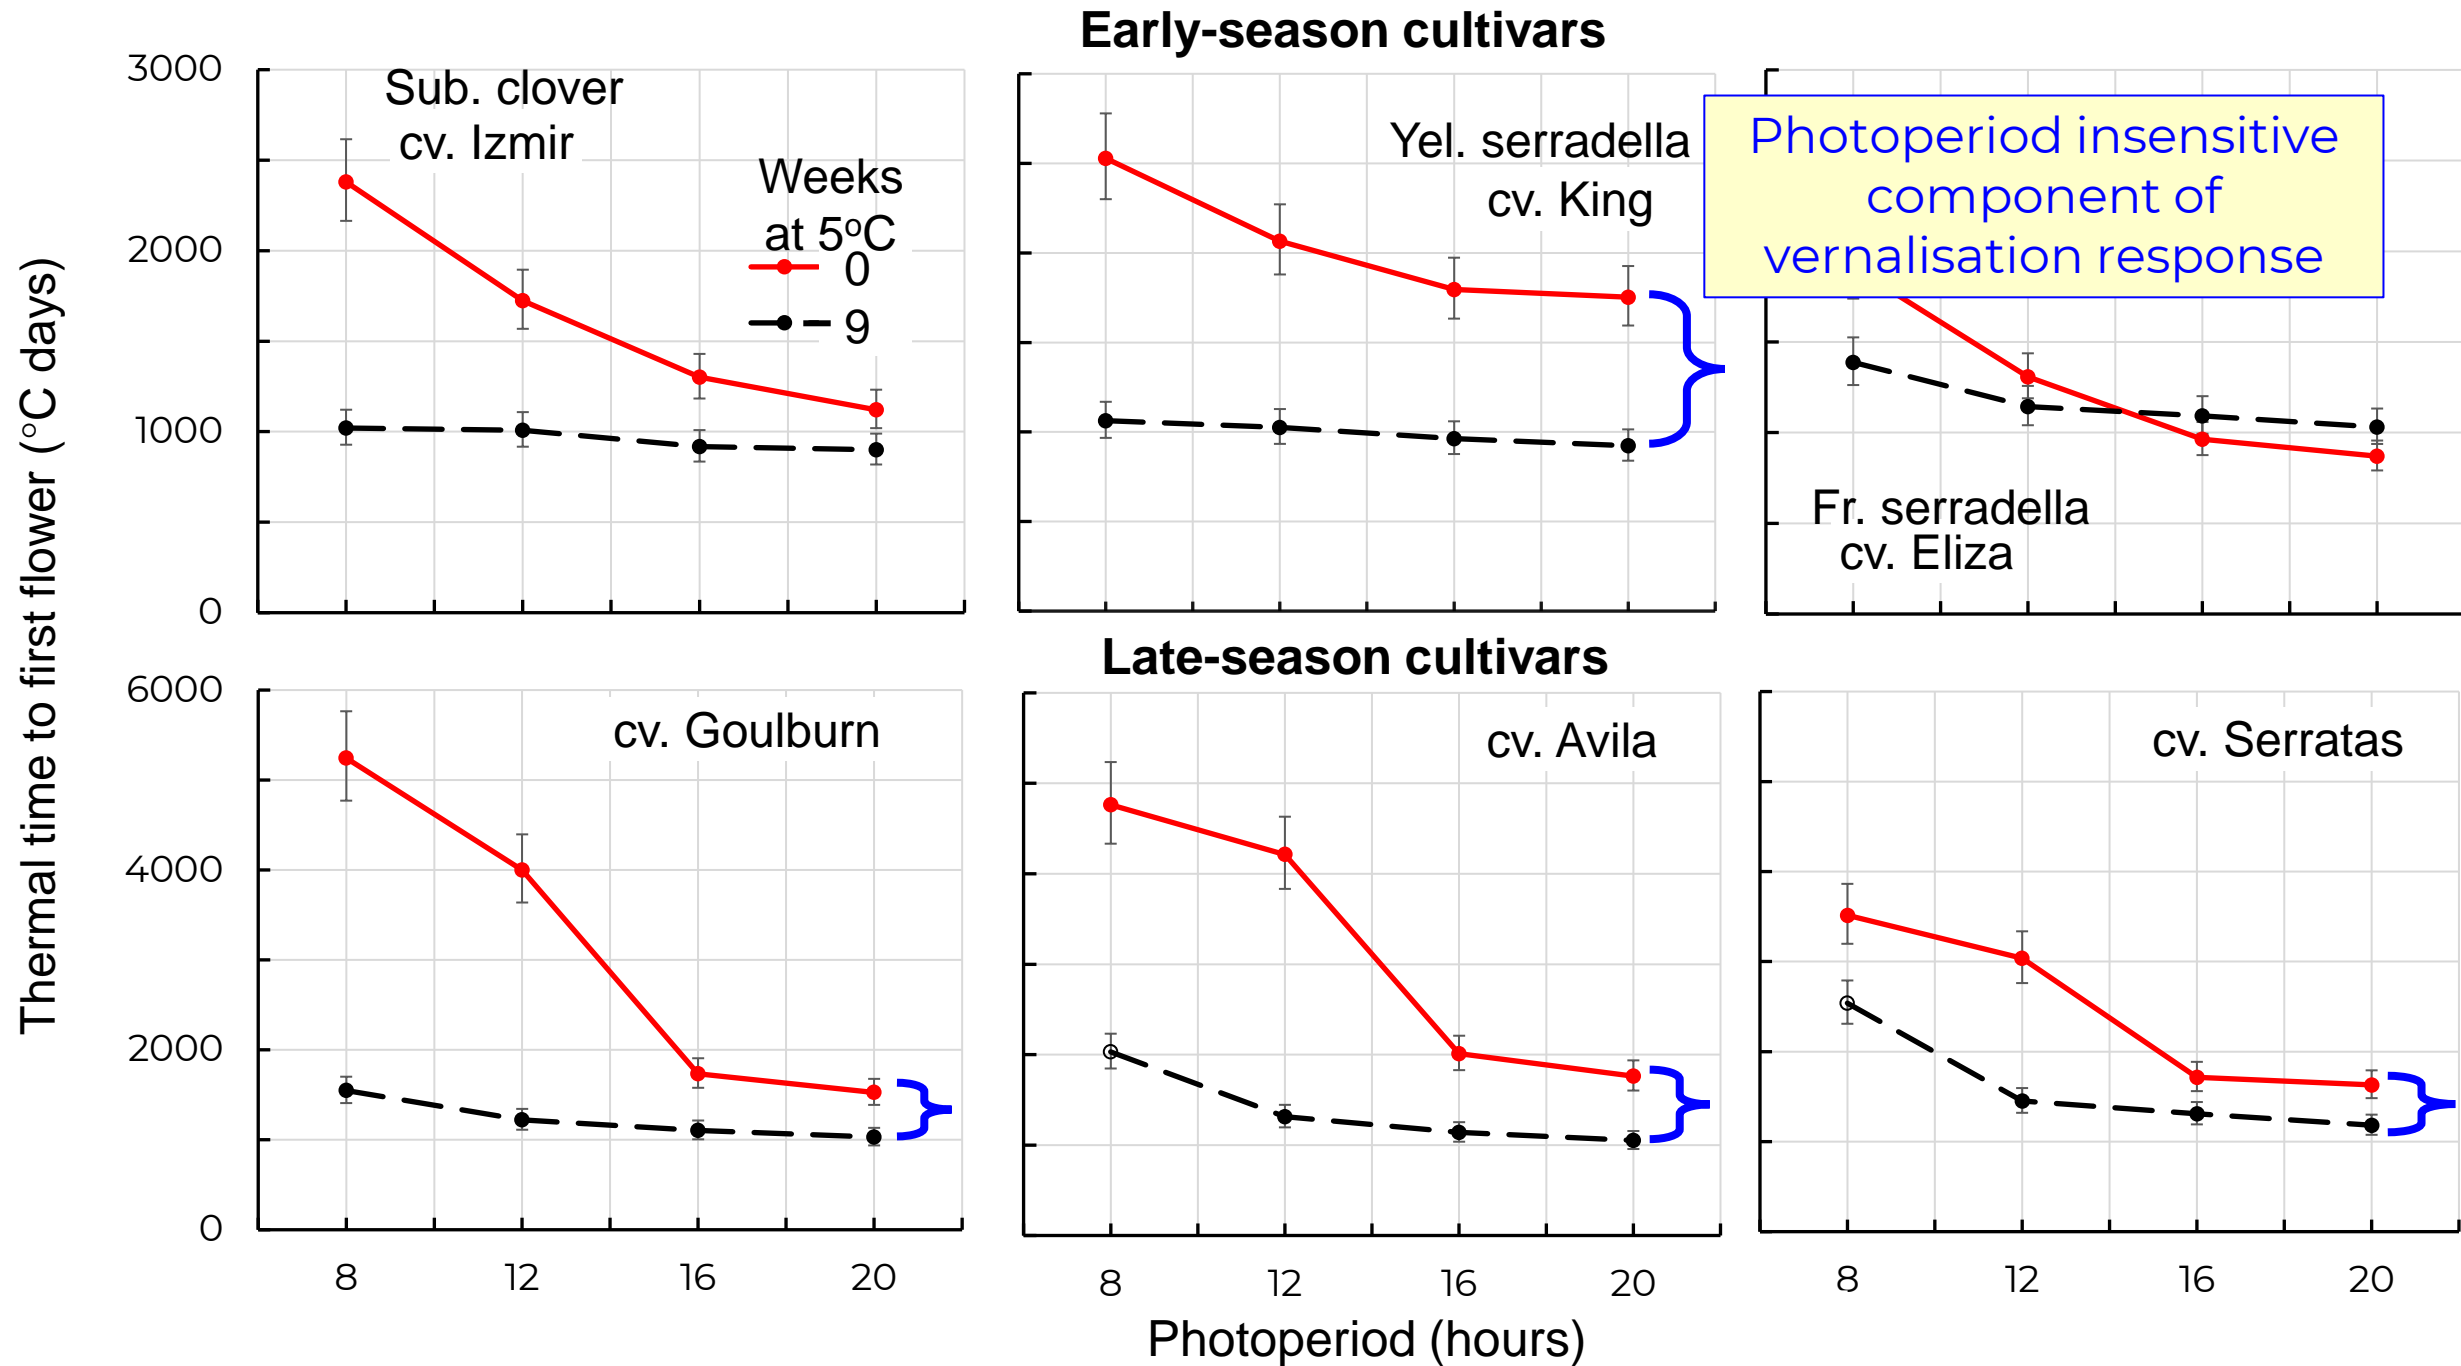 Early-season cultivars
3000
2000
1000
0
Sub. clover
cv. Izmir
Weeks
at 5ºC
0
9
Yel. serradella
cv. King
Photoperiod insensitive
component of
vernalisation response
Fr. serradella
cv. Eliza
Thermal time to first flower (°C days)
Late-season cultivars
6000
4000
2000
0
cv. Goulburn
cv. Avila
cv. Serratas
8 12 16 20
8 12 16 20
8 12 16 20
Photoperiod (hours)